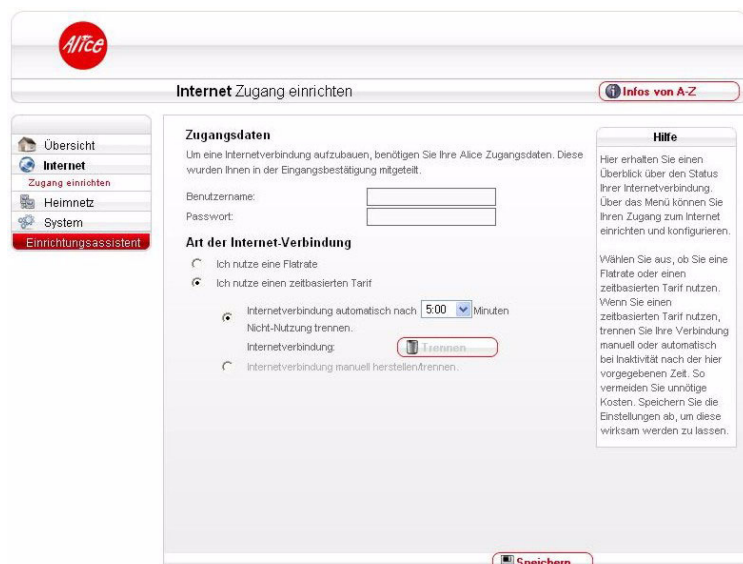 Alice
Internet Zugang einrichten
Infos von A-Z
Übersicht
Internet
Zugang einrichten
Heimnetz
System
Einrichtungsassistent
Zugangsdaten
Um eine Internetverbindung aufzubauen, benötigen Sie Ihre Alice Zugangsdaten. Diese
wurden Ihnen in der Eingangsbestätigung mitgeteilt.
Benutzername:
Passwort:
Art der Internet-Verbindung
Ich nutze eine Flatrate
Ich nutze einen zeitbasierten Tarif
Internetverbindung automatisch nach 5:00 Minuten
Nicht-Nutzung trennen.
Internetverbindung: Trennen
Internetverbindung manuell herstellen/trennen.
Hilfe
Hier erhalten Sie einen
Überblick über den Status
Ihrer Internetverbindung.
Über das Menü können Sie
Ihren Zugang zum Internet
einrichten und konfigurieren.
Wählen Sie aus, ob Sie eine
Flatrate oder einen
zeitbasierten Tarif nutzen.
Wenn Sie einen
zeitbasierten Tarif nutzen,
trennen Sie Ihre Verbindung
manuell oder automatisch
bei Inaktivität nach der hier
vorgegebenen Zeit. So
vermeiden Sie unnötige
Kosten. Speichern Sie die
Einstellungen ab, um diese
wirksam werden zu lassen.
Speichern